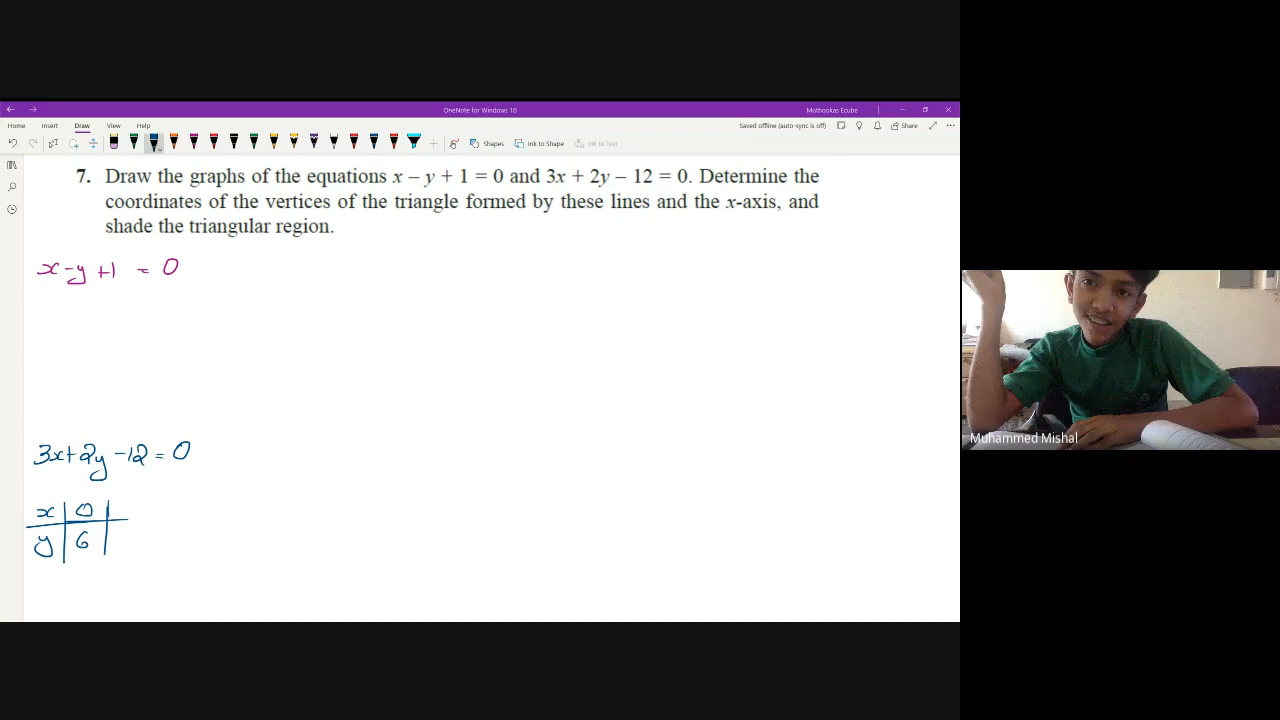 OneNote for Windows 10
Muthookas Ecube
Home Insert Draw View Help
Saved offline (auto-sync is off)
Share
Shapes
Ink to Shape
Ink to Text
7. Draw the graphs of the equations x – y + 1 = 0 and 3x + 2y – 12 = 0. Determine the
coordinates of the vertices of the triangle formed by these lines and the x-axis, and
shade the triangular region.
x - y + 1 = 0
3x + 2y - 12 = 0
x | 0 |
y | 6 |
Muhammed Mishal